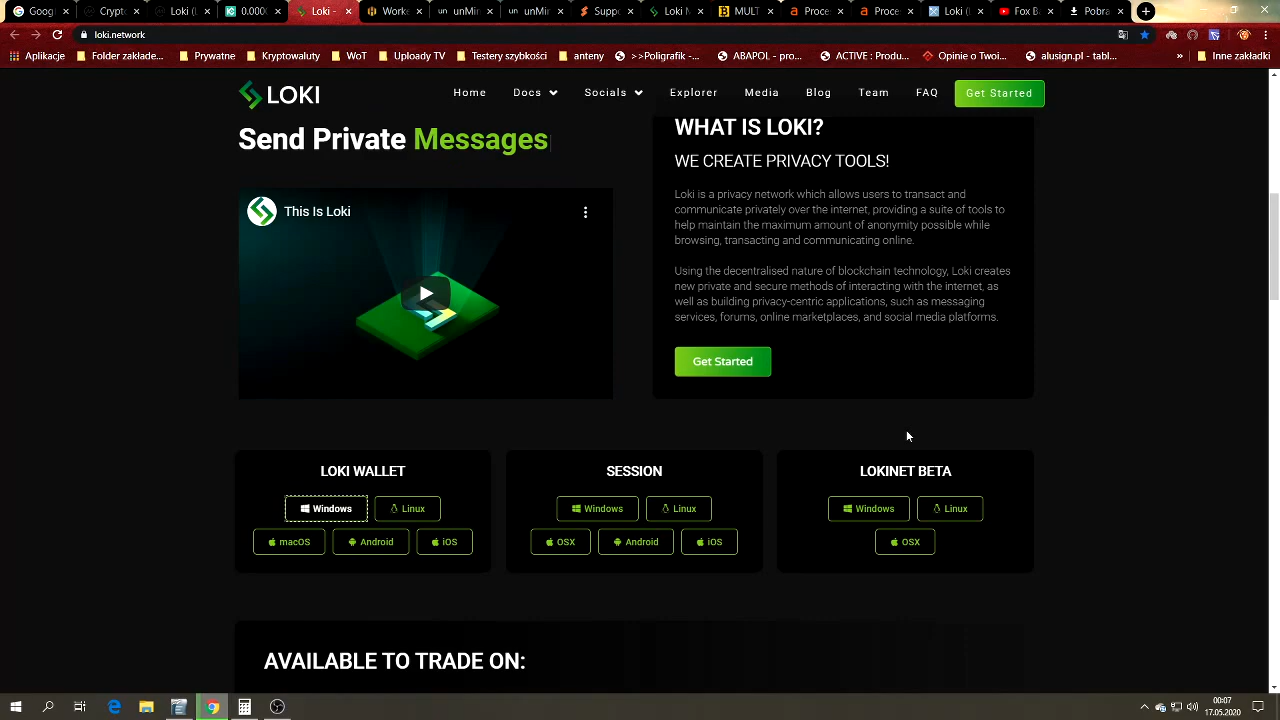 Goog
Crypt
Loki (
0.0000
Loki -
Worke
unMin
unMin
Suppo
Loki N
MULT
Proce
Proce
Loki (
Fox B
Pobra
loki.network
Aplikacje
Folder zakładek...
Prywatne
Kryptowaluty
WoT
Uploady TV
Testery szybkości
anteny
>>Poligrafik -...
ABAPOL - pro...
ACTIVE : Produ...
Opinie o Twoi...
alusign.pl - tabl...
»
Inne zakładki
LOKI
Home
Docs
Socials
Explorer
Media
Blog
Team
FAQ
Get Started
Send Private Messages
This Is Loki
WHAT IS LOKI?
WE CREATE PRIVACY TOOLS!
Loki is a privacy network which allows users to transact and
communicate privately over the internet, providing a suite of tools to
help maintain the maximum amount of anonymity possible while
browsing, transacting and communicating online.
Using the decentralised nature of blockchain technology, Loki creates
new private and secure methods of interacting with the internet, as
well as building privacy-centric applications, such as messaging
services, forums, online marketplaces, and social media platforms.
Get Started
LOKI WALLET
Windows
Linux
macOS
Android
iOS
SESSION
Windows
Linux
OSX
Android
iOS
LOKINET BETA
Windows
Linux
OSX
AVAILABLE TO TRADE ON:
00:07
17.05.2020